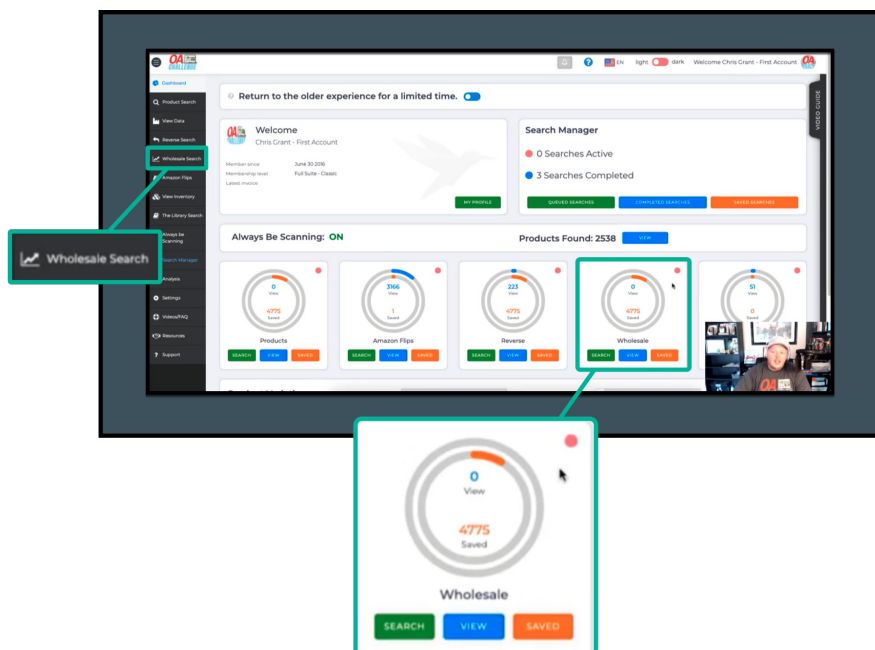 OA
CHALLENGE
EN light dark Welcome Chris Grant - First Account
Dashboard
Product Search
View Data
Reverse Search
Wholesale Search
Amazon Flips
View Inventory
The Library Search
Always be
Scanning
Search Manager
Analysis
Settings
Videos/FAQ
Resources
? Support
Return to the older experience for a limited time.
VIDEO GUIDE
Welcome
Chris Grant - First Account
Member since June 30 2016
Membership level Full Suite - Classic
Latest invoice
MY PROFILE
Search Manager
0 Searches Active
3 Searches Completed
QUEUED SEARCHES COMPLETED SEARCHES SAVED SEARCHES
Always Be Scanning: ON
Products Found: 2538 VIEW
0
View
4775
Saved
Products
SEARCH VIEW SAVED
3166
View
1
Saved
Amazon Flips
SEARCH VIEW SAVED
223
View
4775
Saved
Reverse
SEARCH VIEW SAVED
0
View
4775
Saved
Wholesale
SEARCH VIEW SAVED
51
View
0
Saved
OA
Wholesale Search
0
View
4775
Saved
Wholesale
SEARCH VIEW SAVED